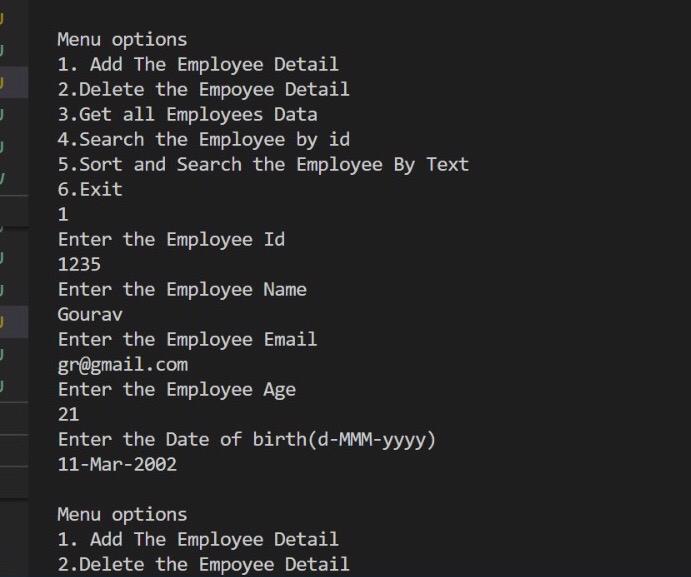 Menu options
1. Add The Employee Detail
2.Delete the Empoyee Detail
3.Get all Employees Data
4.Search the Employee by id
5.Sort and Search the Employee By Text
6.Exit
1
Enter the Employee Id
1235
Enter the Employee Name
Gourav
Enter the Employee Email
gr@gmail.com
Enter the Employee Age
21
Enter the Date of birth(d-MMM-yyyy)
11-Mar-2002
Menu options
1. Add The Employee Detail
2.Delete the Empoyee Detail